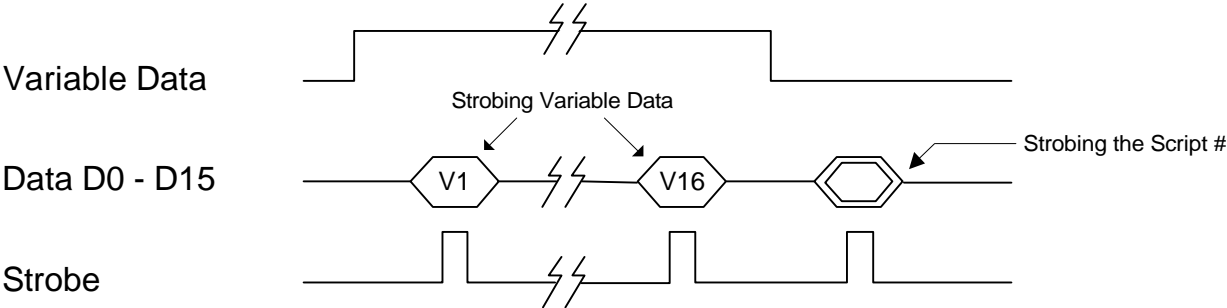 Variable Data
Strobing Variable Data
Strobing the Script #
Data D0 - D15
V1
V16
Strobe